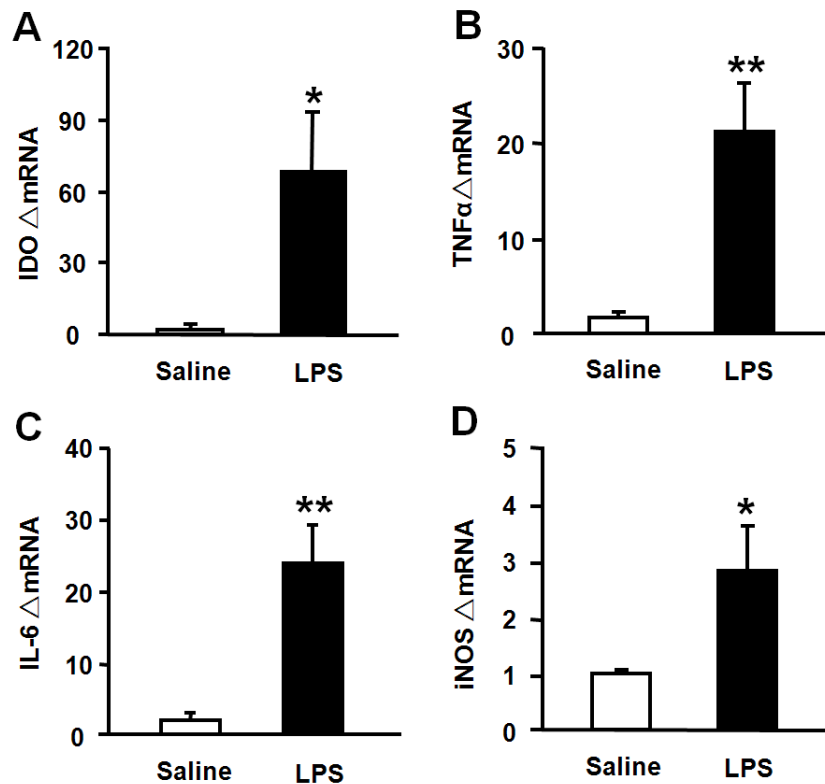 A
IDO △ mRNA
120
90
60
30
0
*
Saline LPS
B
TNFα △ mRNA
30
20
10
0
**
Saline LPS
C
IL-6 △ mRNA
40
30
20
10
0
**
Saline LPS
D
iNOS △ mRNA
5
4
3
2
1
0
*
Saline LPS